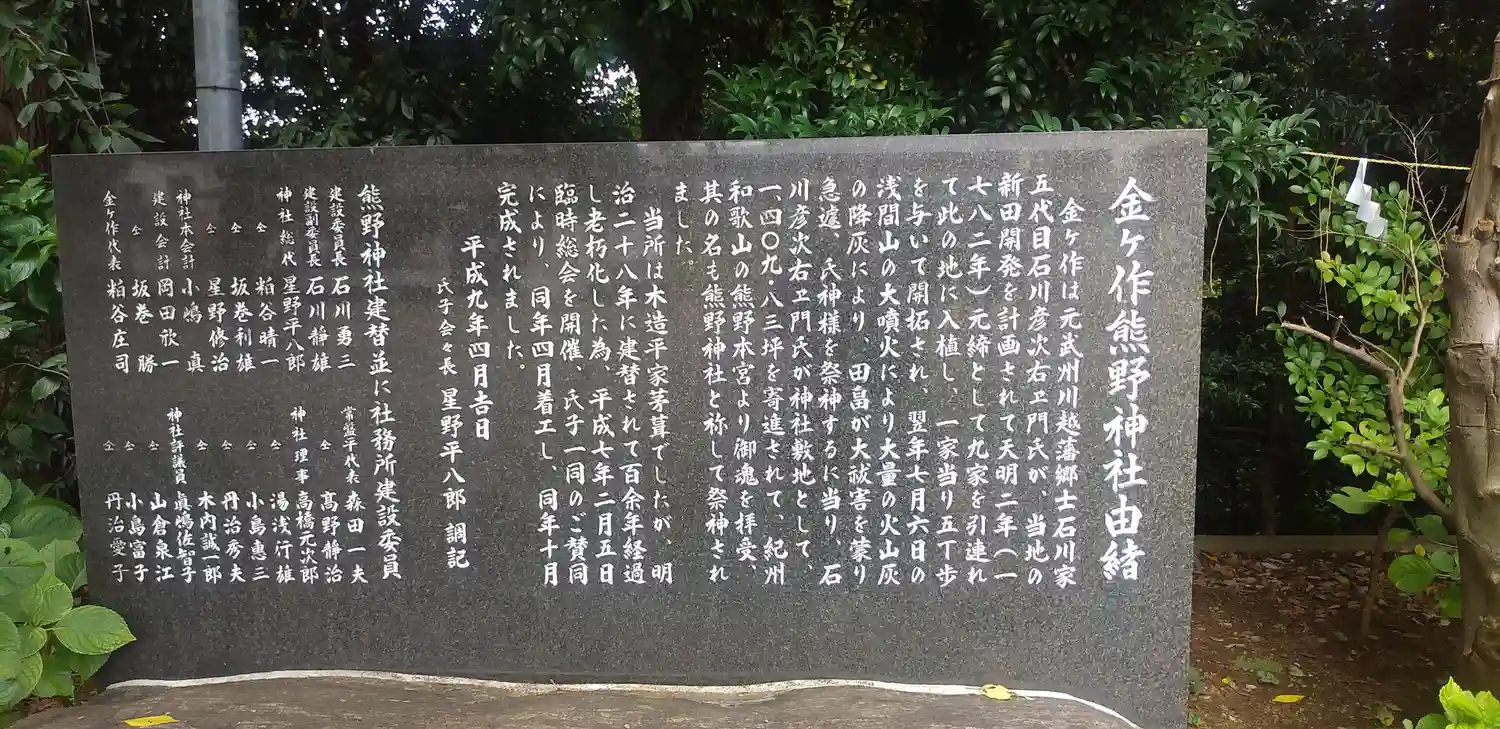 金ヶ作熊野神社由緒
金ヶ作は元武州川越藩郷士石川家
五代目石川彦次右ヱ門氏が、当地の
新田開発を計画されて天明二年(一
七八二年)元締として九家を引連れ
て此の地に入植し、一家当り五丁歩
を与いて開拓され、翌年七月六日の
浅間山の大噴火により大量の火山灰
の降灰により、田畠が大祓害を蒙り
急遽、氏神様を祭神するに当り、石
川彦次右ヱ門氏が神社敷地として、
一、四〇九・八三坪を寄進されて、紀州
和歌山の熊野本宮より御魂を拝受、
其の名も熊野神社と祢して祭神され
ました。
当所は木造平家茅葺でしたが、明
治二十八年に建替されて百余年経過
し老朽化した為、平成七年二月五日
臨時総会を開催、氏子一同のご賛同
により、同年四月着工し、同年十月
完成されました。
平成九年四月吉日
氏子会々長 星野平八郎 調記
熊野神社建替並に社務所建設委員
建設委員長 石川勇三
建設副委員長 石川静雄
神社総代 星野平八郎
仝 粕谷晴一
仝 坂巻利雄
仝 星野修治
神社本会計 小嶋眞
建設会計 岡田欣一
仝 坂巻勝
金ヶ作代表 粕谷庄司
常盤平代表 森田一夫
仝 髙野静治
神社理事 高橋元次郎
仝 湯浅行雄
仝 小島惠三
仝 丹治秀夫
仝 木内誠一郎
神社評議員 眞嶋佐智子
仝 山倉泉江
仝 小島富子
仝 丹治愛子